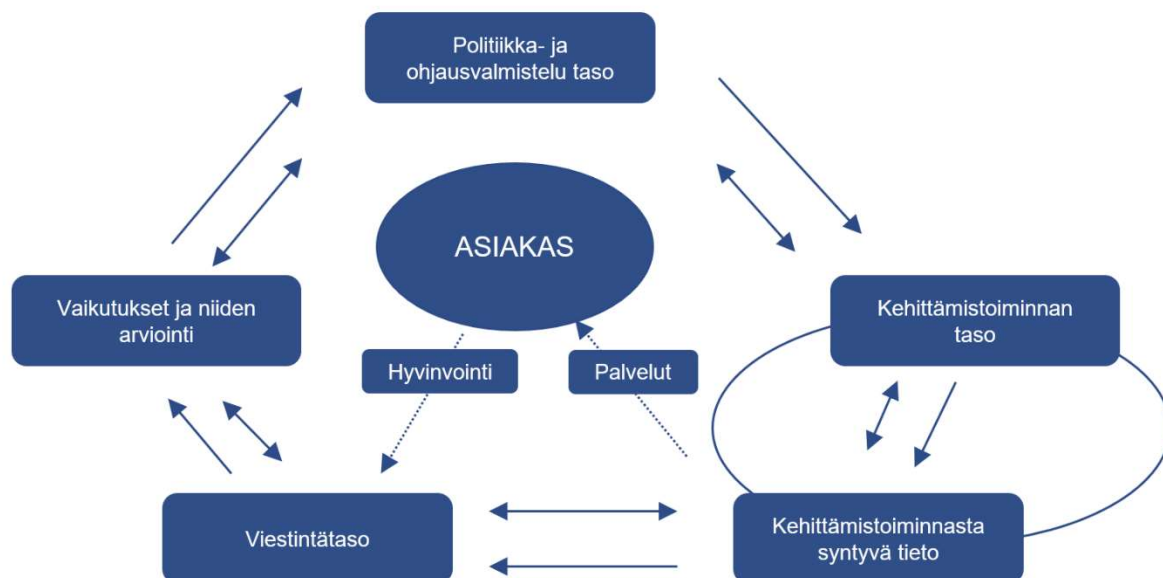 Politiikka- ja
ohjausvalmistelu taso
ASIAKAS
Vaikutukset ja niiden
arviointi
Kehittämistoiminnan
taso
Hyvinvointi
Palvelut
Viestintätaso
Kehittämistoiminnasta
syntyvä tieto